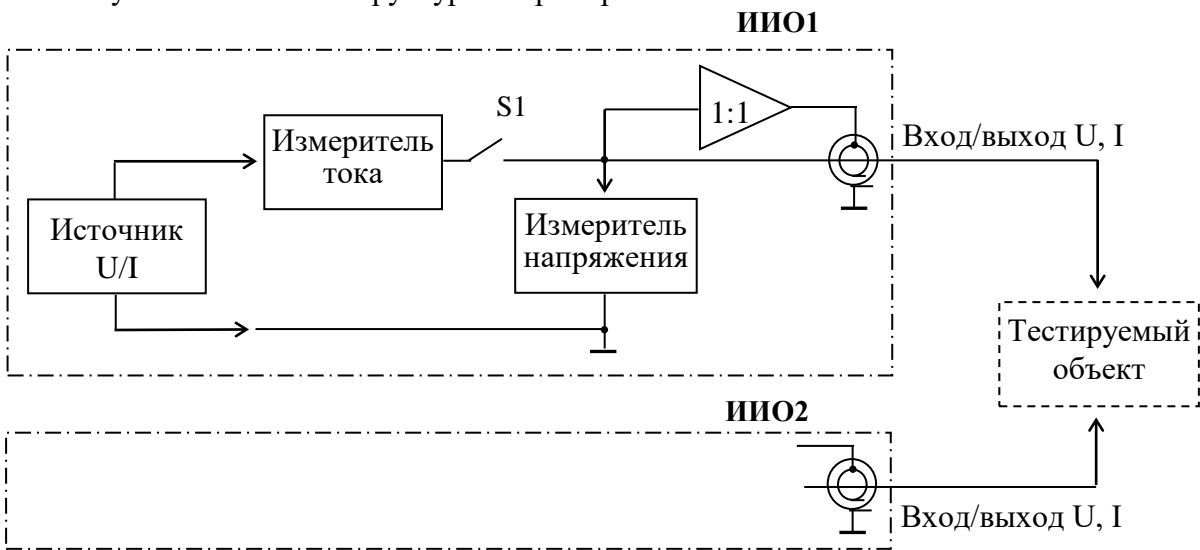 ИИО1
S1
1:1
Вход/выход U, I
Измеритель
тока
Источник
U/I
Измеритель
напряжения
Тестируемый
объект
ИИО2
Вход/выход U, I